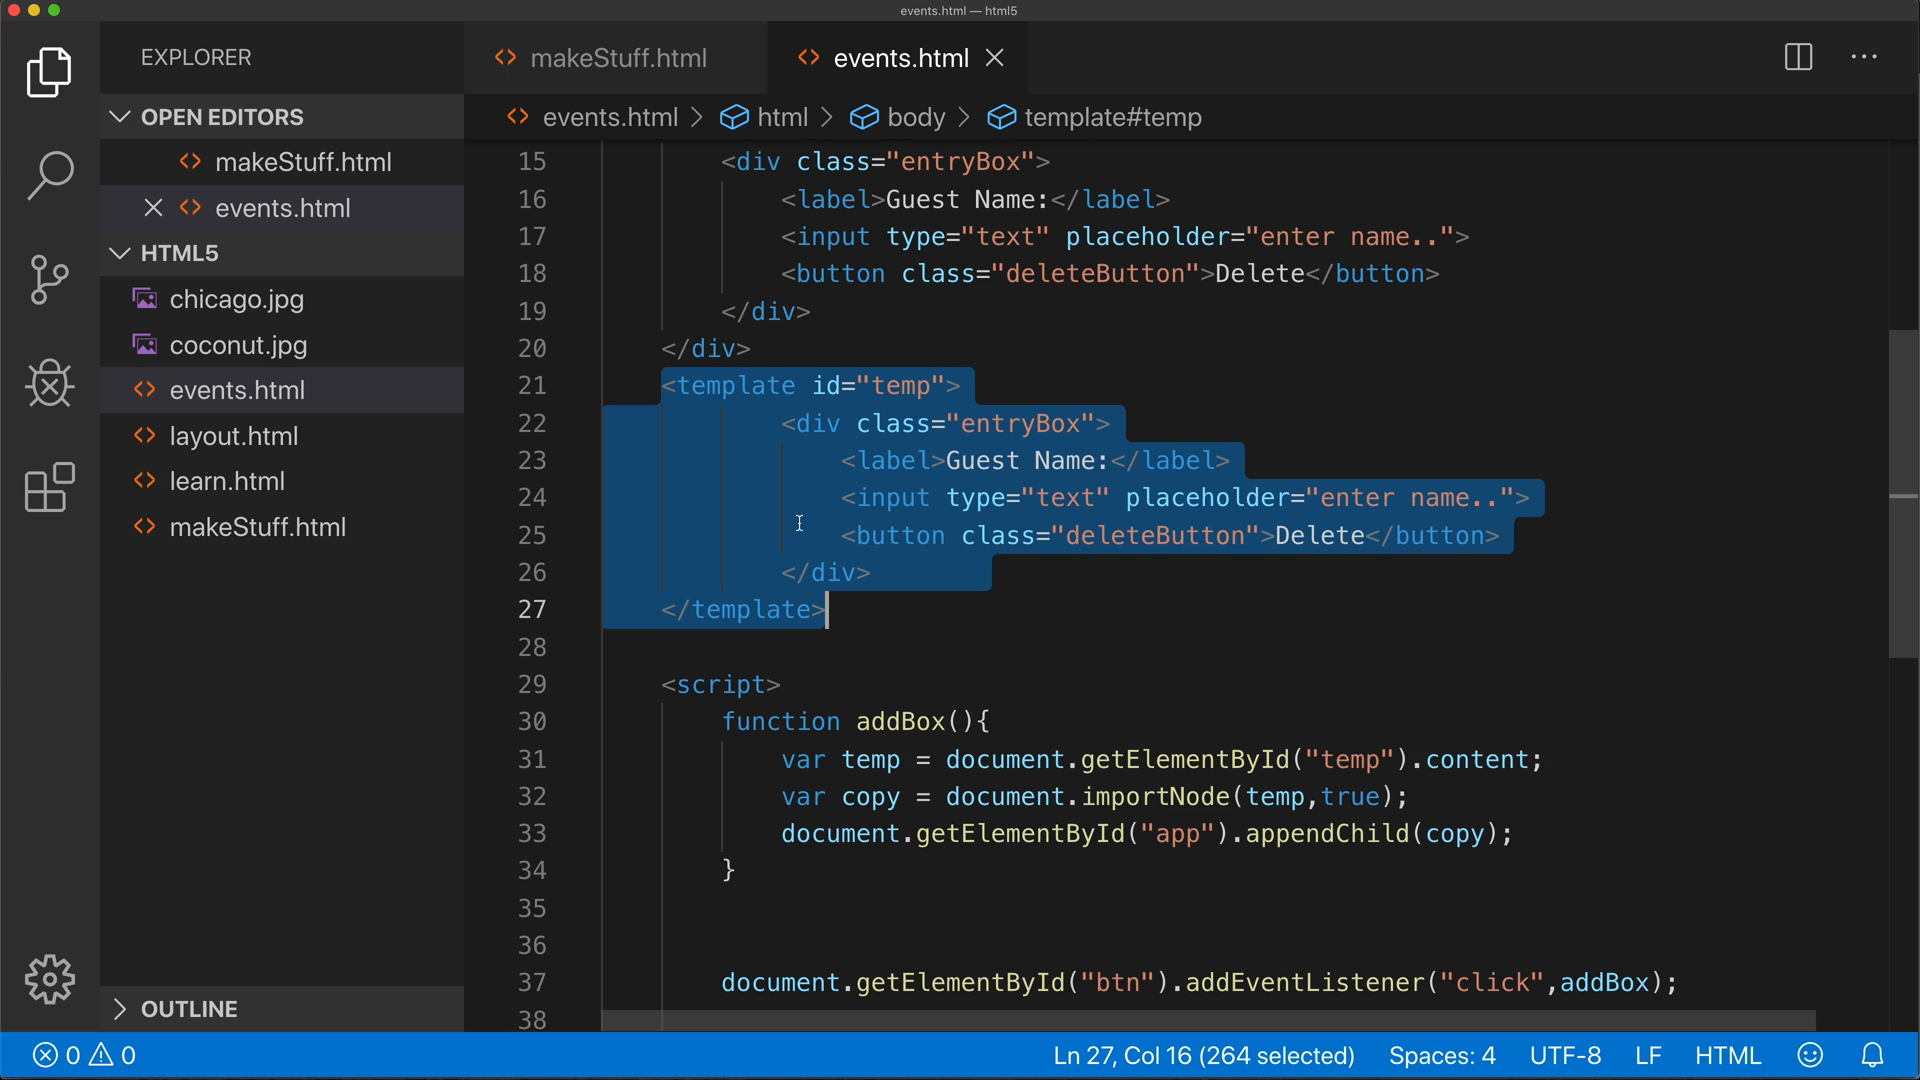 events.html — html5
EXPLORER
makeStuff.html
events.html
OPEN EDITORS
makeStuff.html
events.html
HTML5
chicago.jpg
coconut.jpg
events.html
layout.html
learn.html
makeStuff.html
OUTLINE
events.html > html > body > template#temp
15 <div class="entryBox">
16 <label>Guest Name:</label>
17 <input type="text" placeholder="enter name..">
18 <button class="deleteButton">Delete</button>
19 </div>
20 </div>
21 <template id="temp">
22 <div class="entryBox">
23 <label>Guest Name:</label>
24 <input type="text" placeholder="enter name..">
25 <button class="deleteButton">Delete</button>
26 </div>
27 </template>
28
29 <script>
30 function addBox(){
31 var temp = document.getElementById("temp").content;
32 var copy = document.importNode(temp,true);
33 document.getElementById("app").appendChild(copy);
34 }
35
36
37 document.getElementById("btn").addEventListener("click",addBox);
38
0 0 Ln 27, Col 16 (264 selected) Spaces: 4 UTF-8 LF HTML